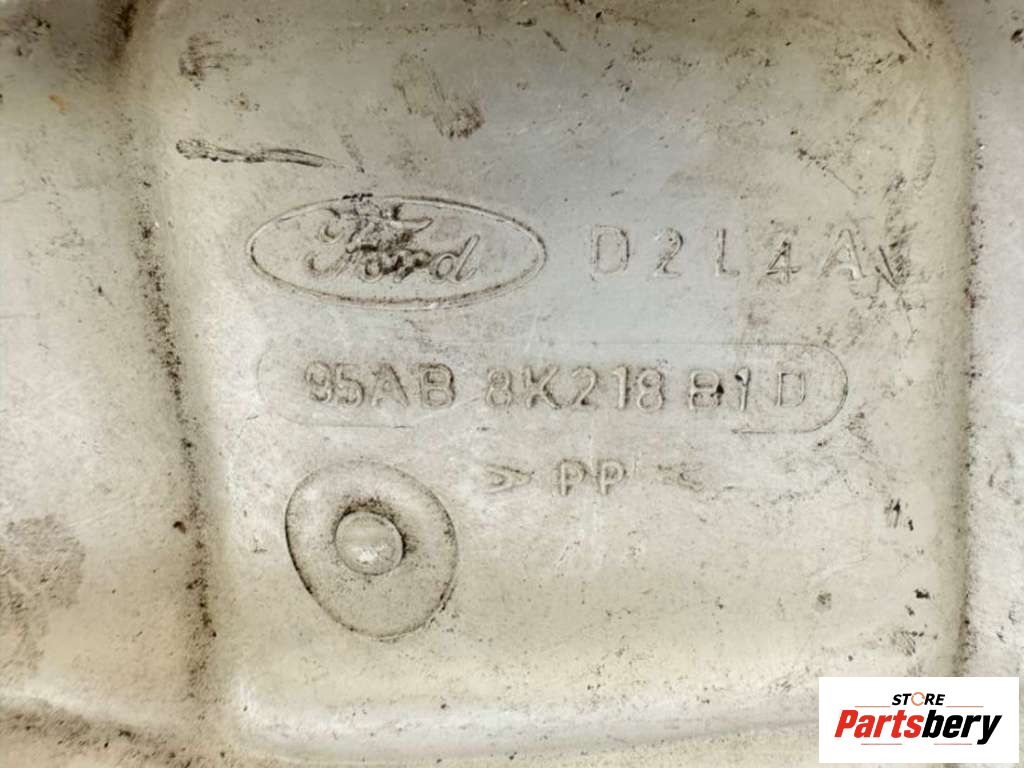 Ford D2L4A
95AB 8K218 B1D
> PP <
STORE
Partsbery